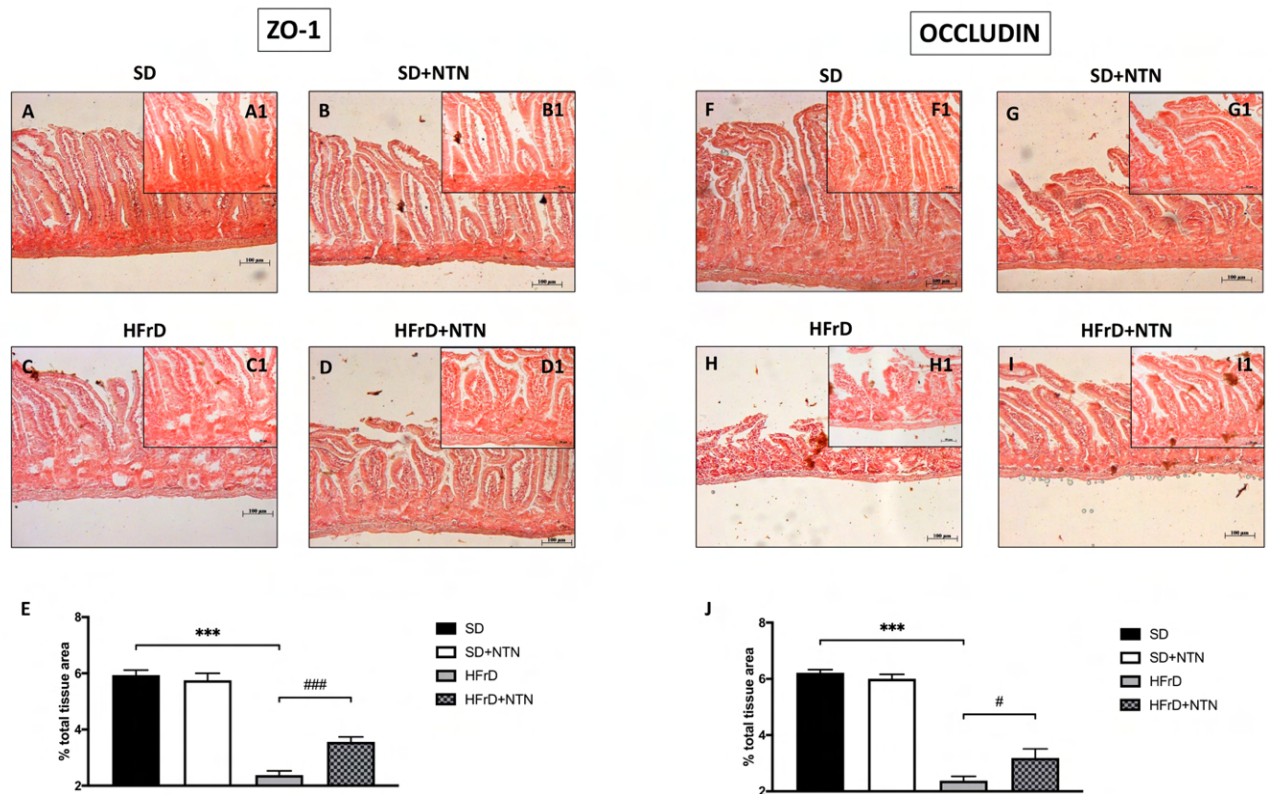 ZO-1
OCCLUDIN
SD
SD+NTN
SD
SD+NTN
A
A1
B
B1
F
F1
G
G1
100 µm
100 µm
100 µm
100 µm
HFrD
HFrD+NTN
HFrD
HFrD+NTN
C
C1
D
D1
H
H1
I
I1
100 µm
100 µm
100 µm
100 µm
E
% total tissue area
8
6
4
2
***
###
SD
SD+NTN
HFrD
HFrD+NTN
J
% total tissue area
8
6
4
2
***
#
SD
SD+NTN
HFrD
HFrD+NTN